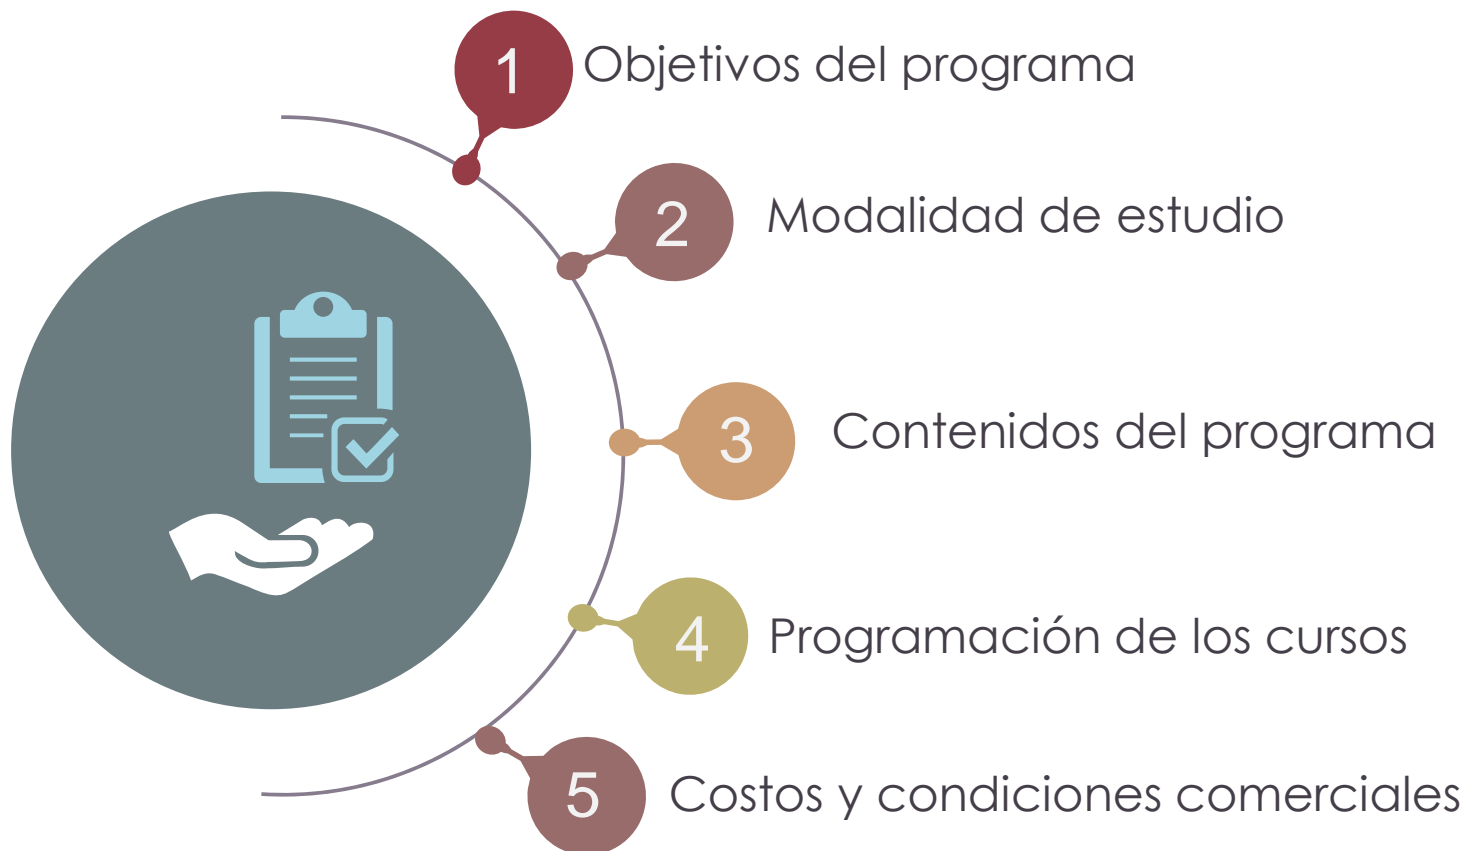 1 Objetivos del programa
2 Modalidad de estudio
3 Contenidos del programa
4 Programación de los cursos
5 Costos y condiciones comerciales